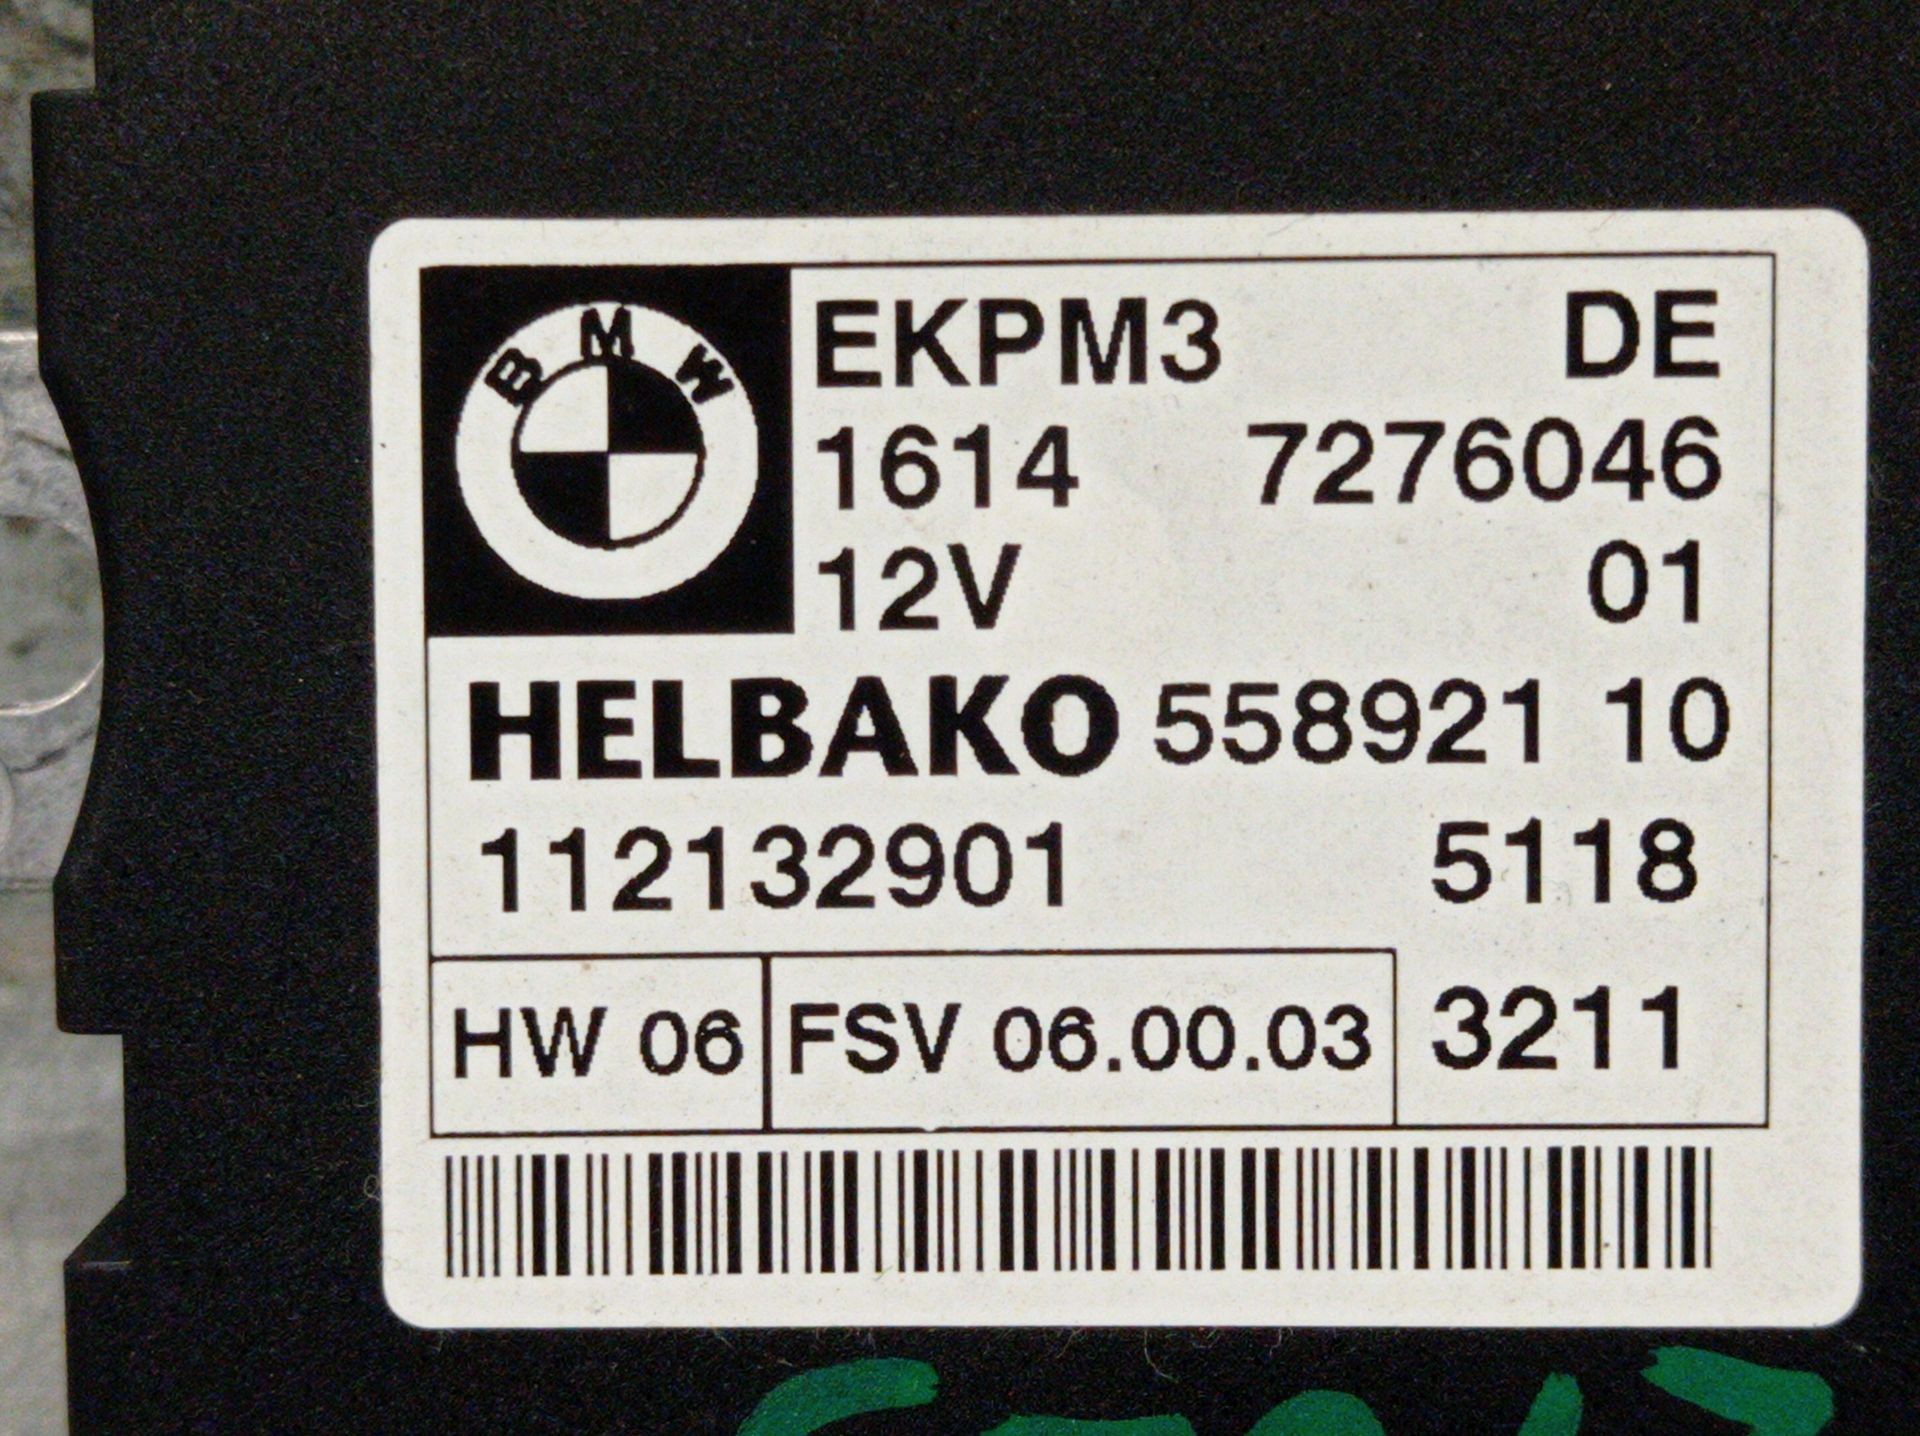 BMW
EKPM3 DE
1614 7276046
12V 01
HELBAKO 558921 10
112132901 5118
HW 06 FSV 06.00.03 3211